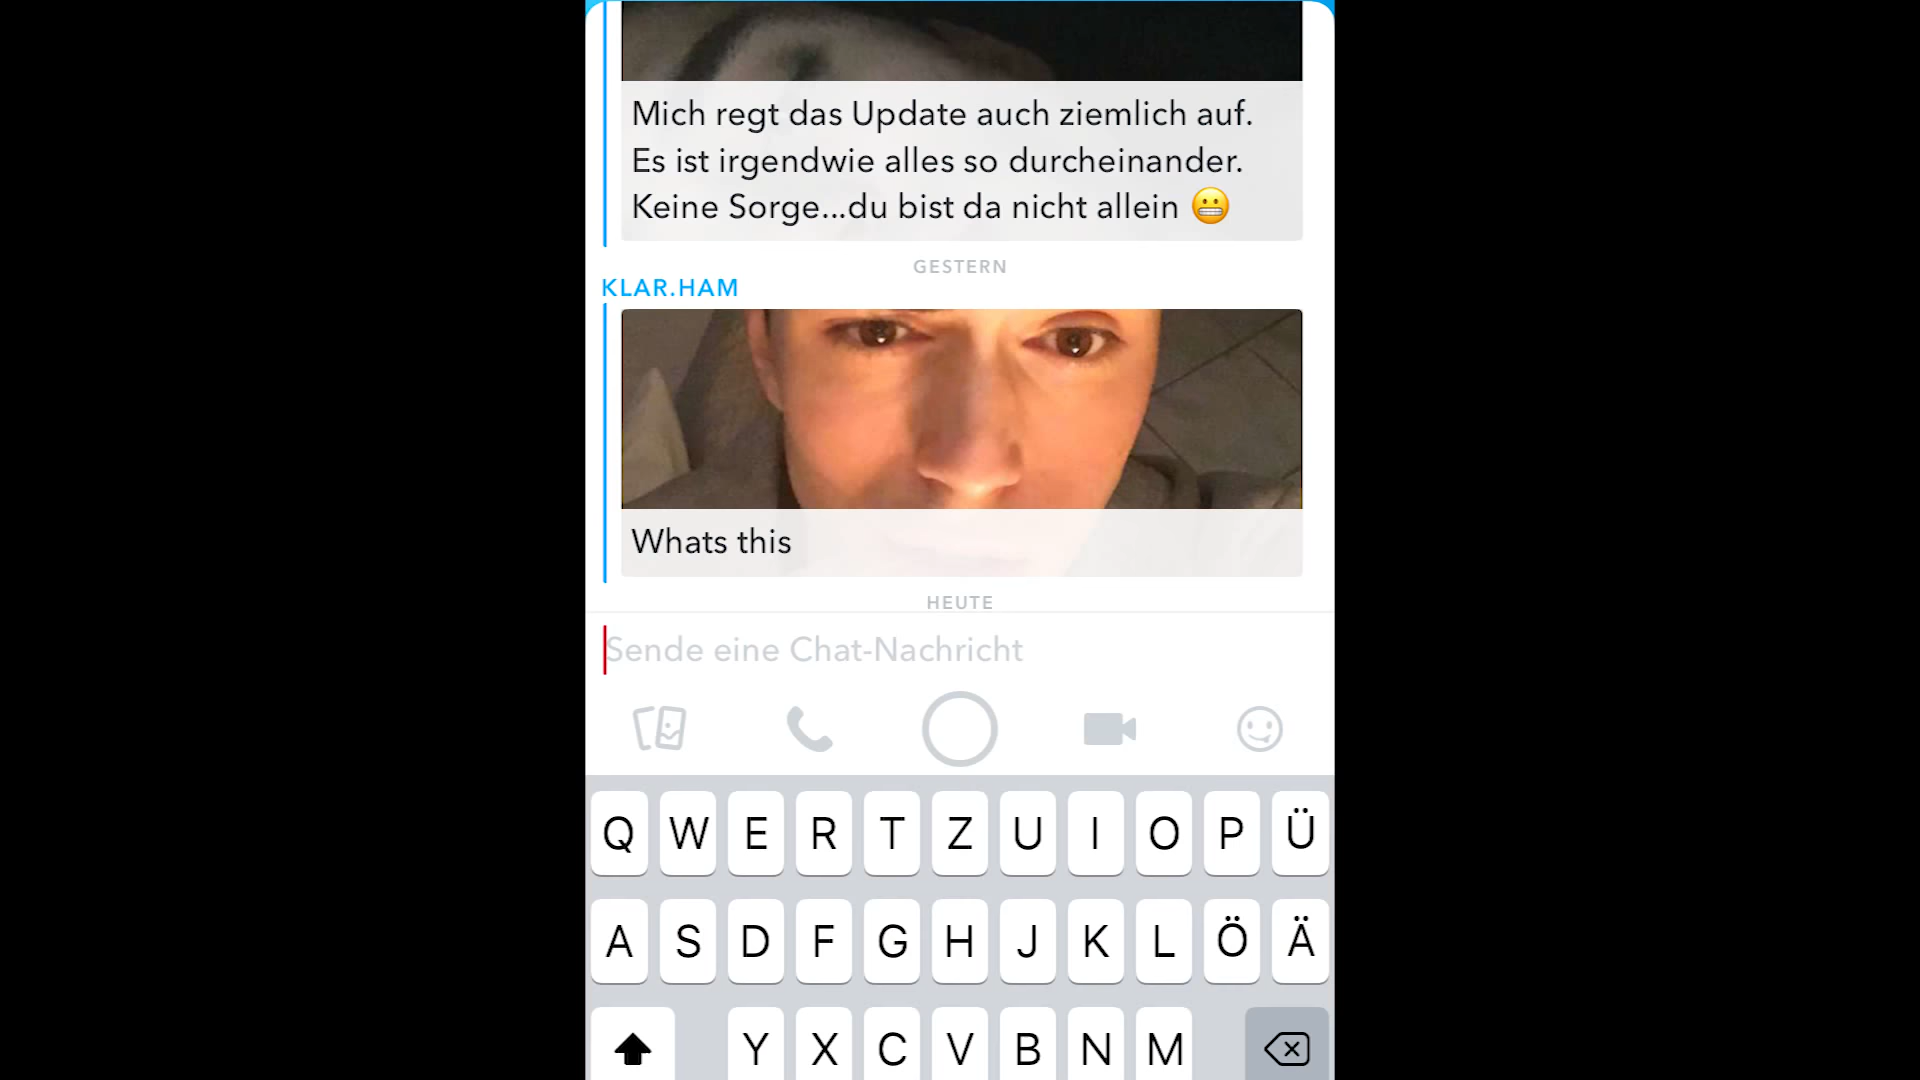 Mich regt das Update auch ziemlich auf.
Es ist irgendwie alles so durcheinander.
Keine Sorge...du bist da nicht allein 😬
GESTERN
KLAR.HAM
Whats this
HEUTE
Sende eine Chat-Nachricht
Q W E R T Z U I O P Ü
A S D F G H J K L Ö Ä
Y X C V B N M